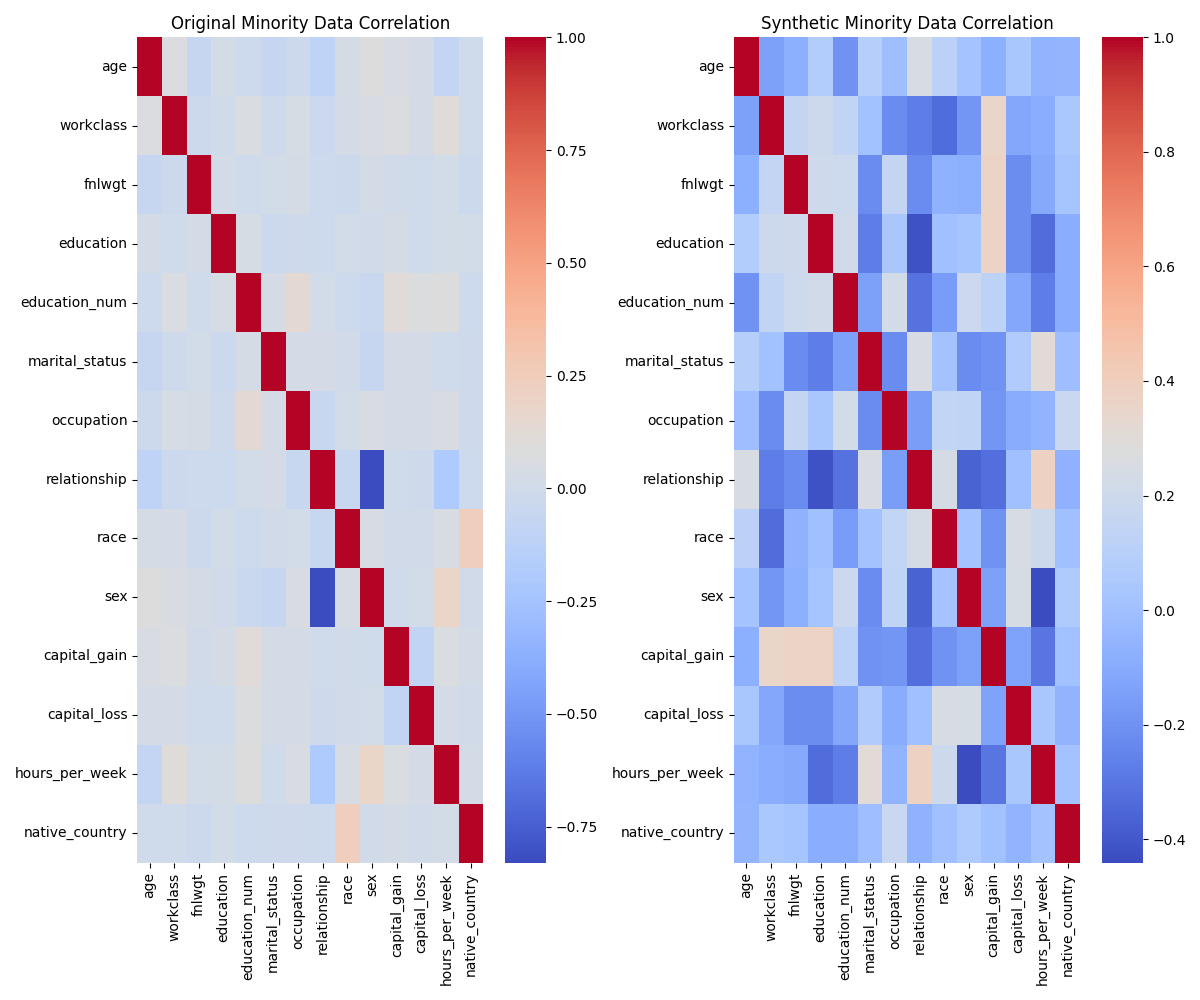 Original Minority Data Correlation
age
workclass
fnlwgt
education
education_num
marital_status
occupation
relationship
race
sex
capital_gain
capital_loss
hours_per_week
native_country
age
workclass
fnlwgt
education
education_num
marital_status
occupation
relationship
race
sex
capital_gain
capital_loss
hours_per_week
native_country
1.00
0.75
0.50
0.25
0.00
−0.25
−0.50
−0.75
Synthetic Minority Data Correlation
age
workclass
fnlwgt
education
education_num
marital_status
occupation
relationship
race
sex
capital_gain
capital_loss
hours_per_week
native_country
age
workclass
fnlwgt
education
education_num
marital_status
occupation
relationship
race
sex
capital_gain
capital_loss
hours_per_week
native_country
1.0
0.8
0.6
0.4
0.2
0.0
−0.2
−0.4